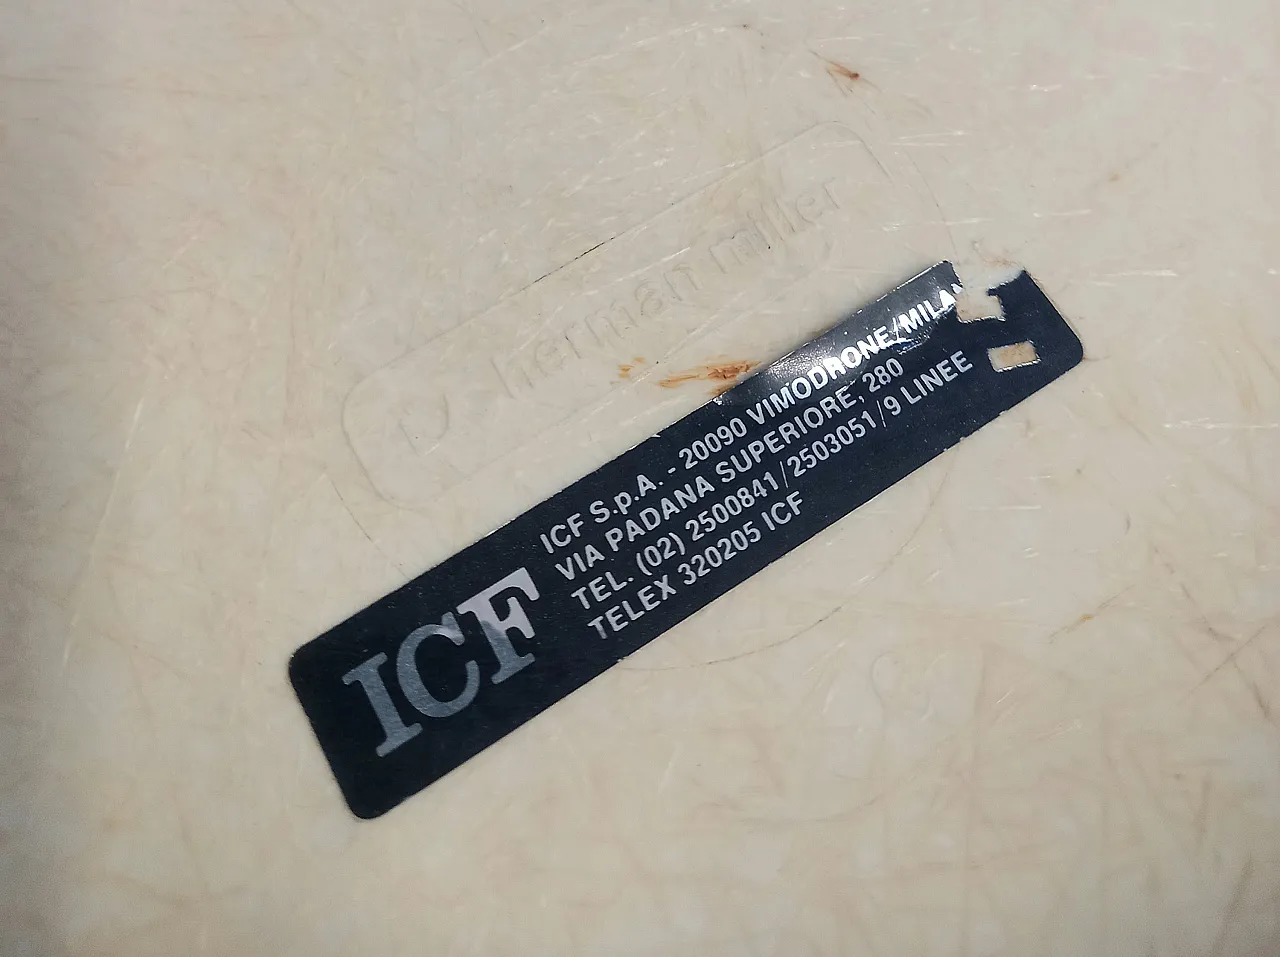 herman miller
ICF
ICF S.p.A. - 20090 VIMODRONE/MILA
VIA PADANA SUPERIORE, 280
TEL. (02) 2500841/2503051/9 LINEE
TELEX 320205 ICF